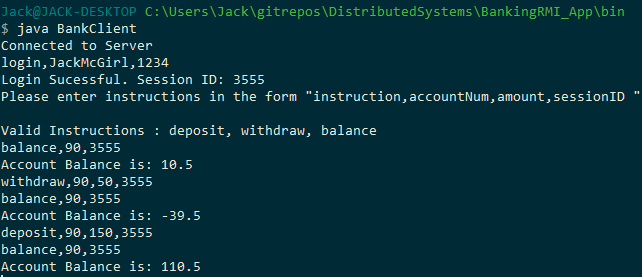 Jack@JACK-DESKTOP C:\Users\Jack\gitrepos\DistributedSystems\BankingRMI_App\bin
$ java BankClient
Connected to Server
login,JackMcGirl,1234
Login Sucessful. Session ID: 3555
Please enter instructions in the form "instruction,accountNum,amount,sessionID "

Valid Instructions : deposit, withdraw, balance
balance,90,3555
Account Balance is: 10.5
withdraw,90,50,3555
balance,90,3555
Account Balance is: -39.5
deposit,90,150,3555
balance,90,3555
Account Balance is: 110.5